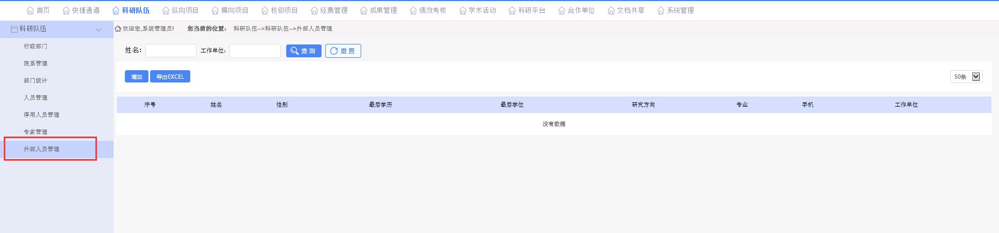 首页 快捷通道 科研队伍 纵向项目 横向项目 校级项目 经费管理 成果管理 绩效考核 学术活动 科研平台 合作单位 文档共享 系统管理
科研队伍
行政部门
院系管理
部门统计
人员管理
停用人员管理
专家管理
外部人员管理
欢迎您,系统管理员! 您当前的位置： 科研队伍-->科研队伍-->外部人员管理
姓名： 工作单位： 查询 重置
增加 导出EXCEL 50条
序号 姓名 性别 最后学历 最后学位 研究方向 专业 手机 工作单位
没有数据